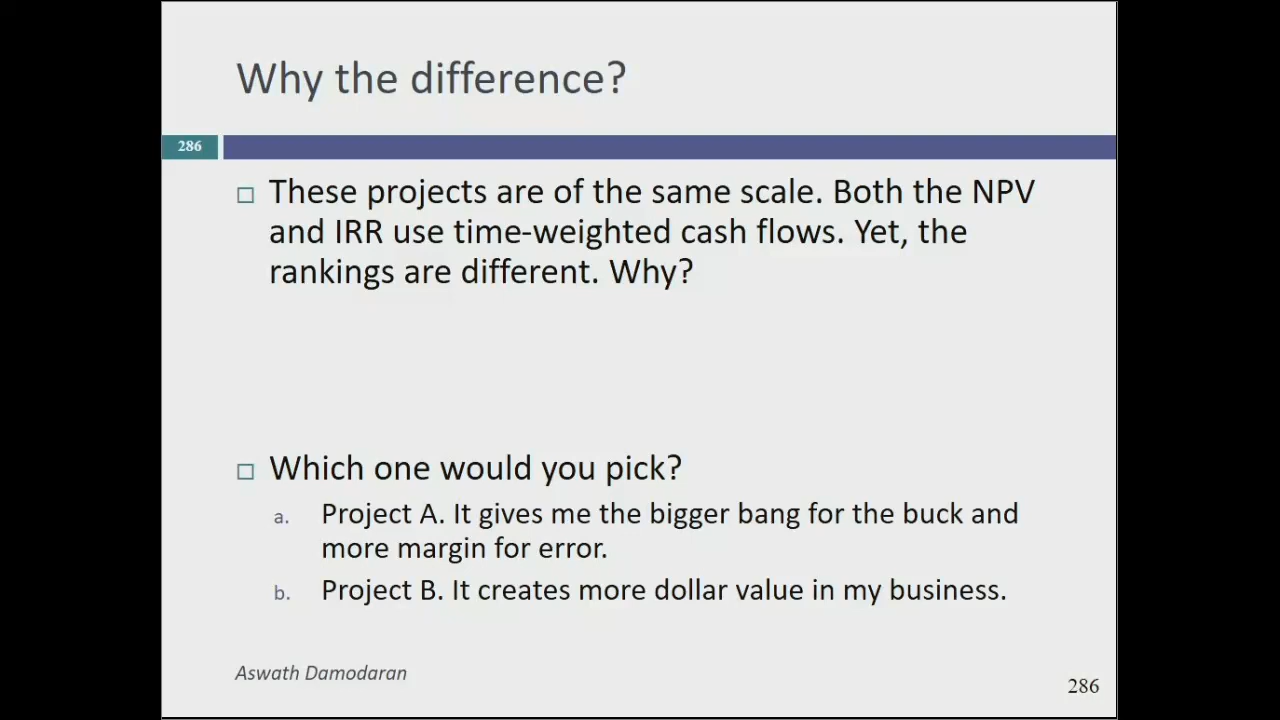 Why the difference?
286
These projects are of the same scale. Both the NPV
and IRR use time-weighted cash flows. Yet, the
rankings are different. Why?
Which one would you pick?
a. Project A. It gives me the bigger bang for the buck and
more margin for error.
b. Project B. It creates more dollar value in my business.
Aswath Damodaran
286